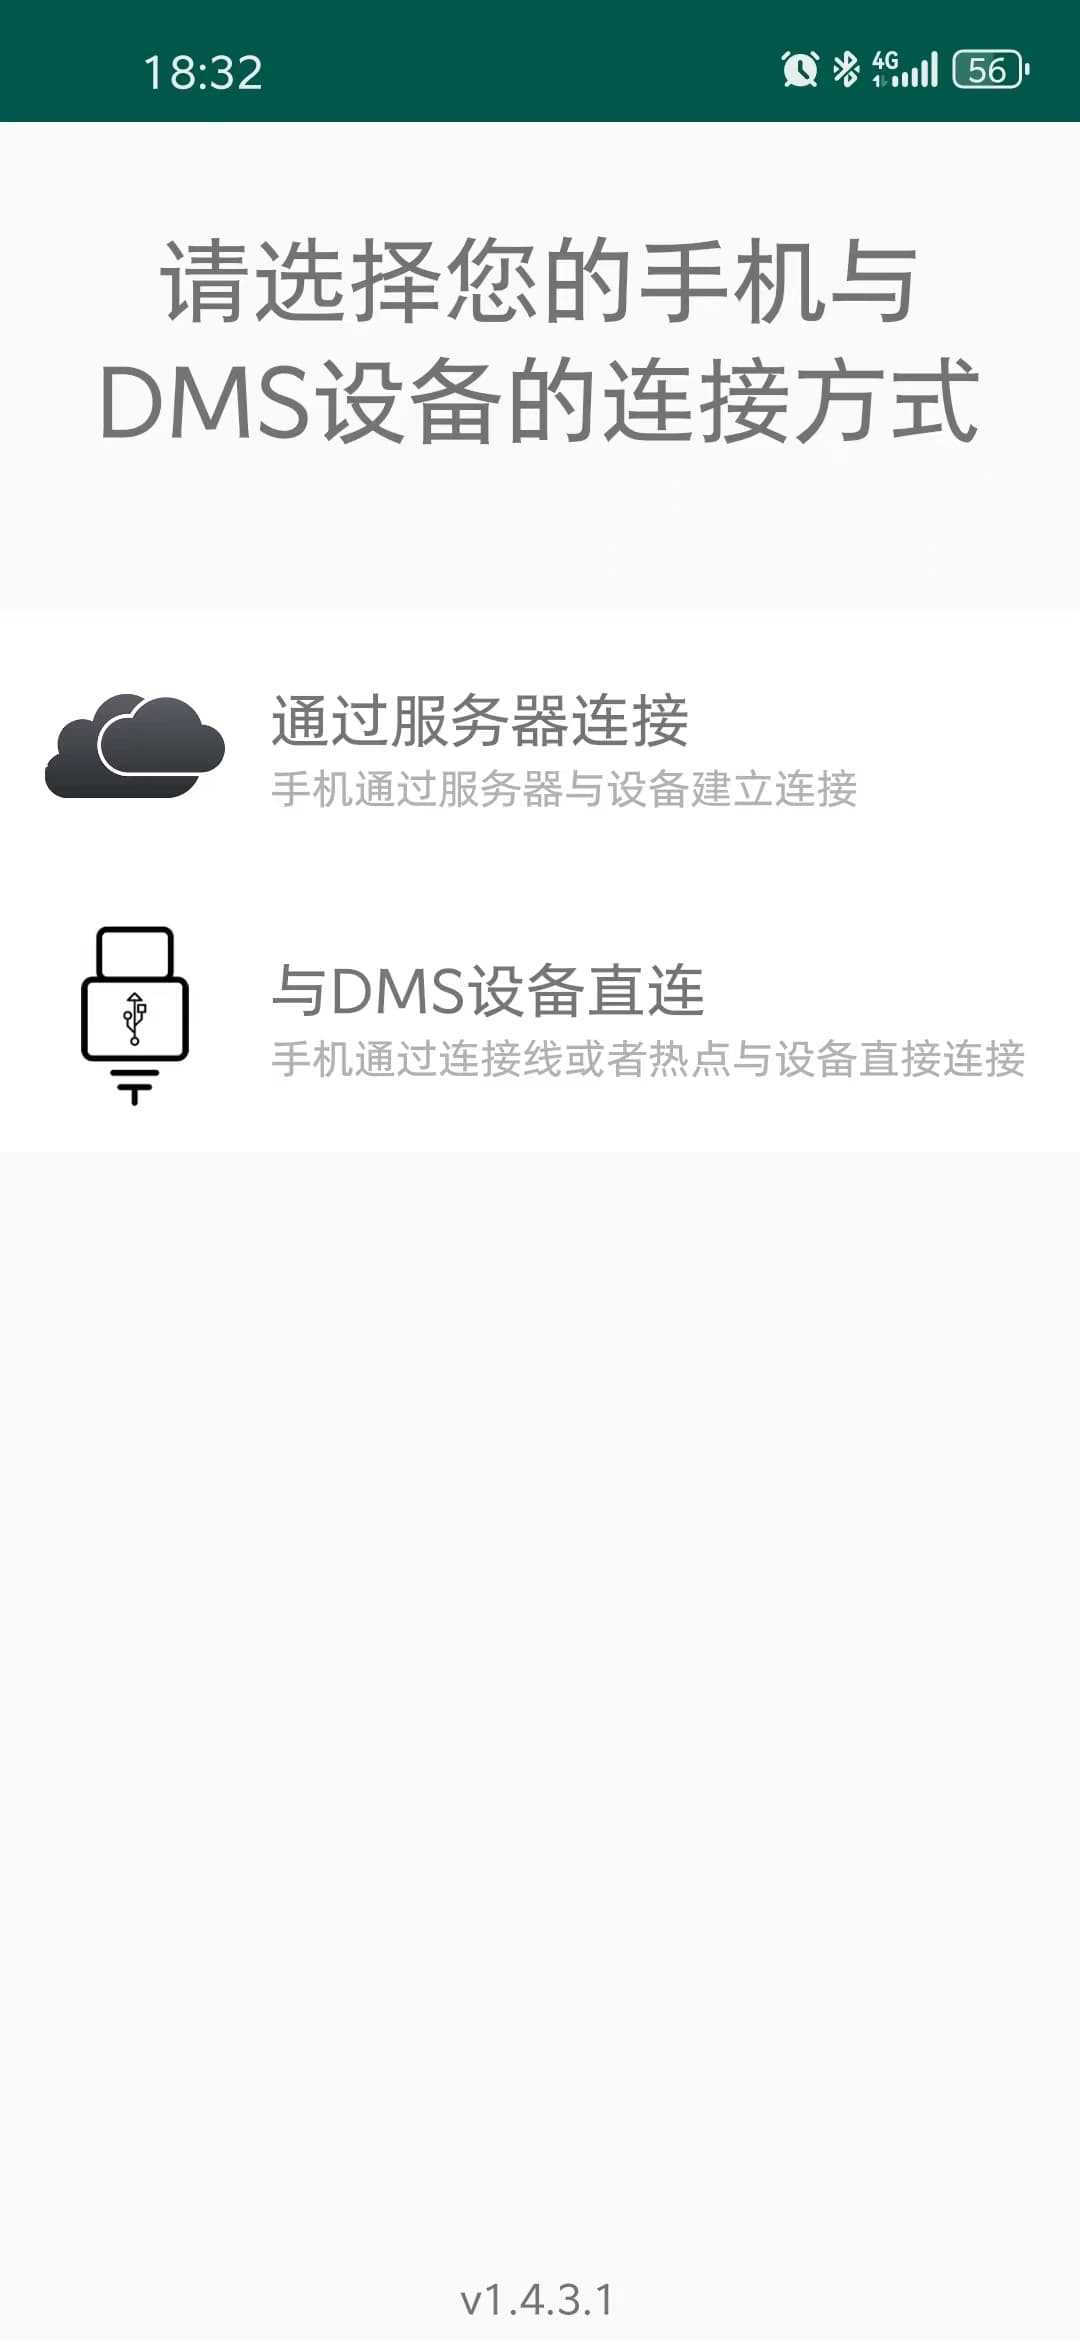 18:32
4G
56
请选择您的手机与
DMS设备的连接方式
通过服务器连接
手机通过服务器与设备建立连接
与DMS设备直连
手机通过连接线或者热点与设备直接连接
v1.4.3.1